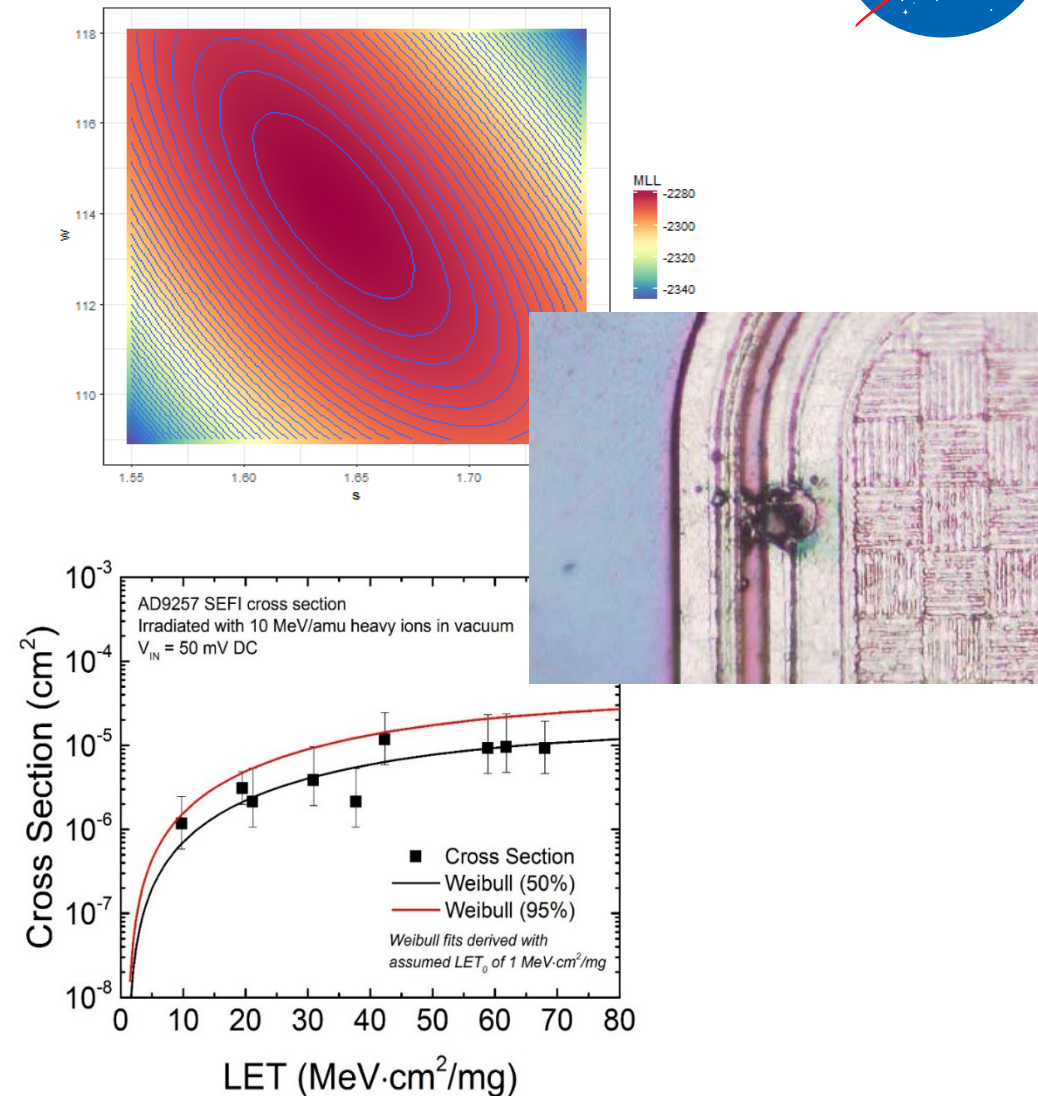 118
116
114
112
110
w
1.55
1.60
1.65
1.70
s
MLL
-2280
-2300
-2320
-2340
10⁻³
10⁻⁴
10⁻⁵
10⁻⁶
10⁻⁷
10⁻⁸
Cross Section (cm²)
AD9257 SEFI cross section
Irradiated with 10 MeV/amu heavy ions in vacuum
V_IN = 50 mV DC
Cross Section
Weibull (50%)
Weibull (95%)
Weibull fits derived with
assumed LET₀ of 1 MeV·cm²/mg
0 10 20 30 40 50 60 70 80
LET (MeV·cm²/mg)